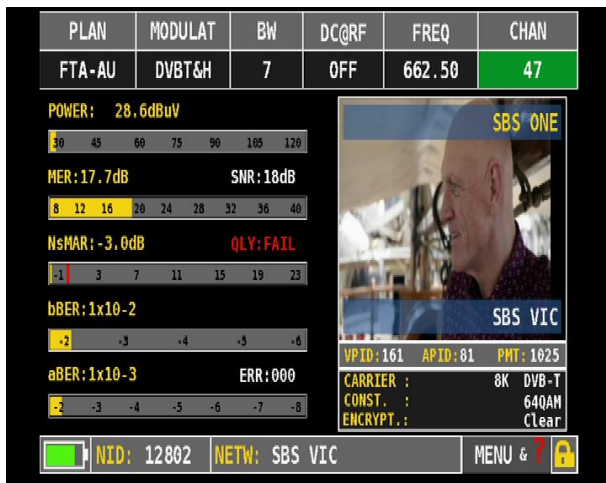 PLAN MODULAT BW DC@RF FREQ CHAN
FTA-AU DVBT&H 7 OFF 662.50 47
POWER: 28.6dBuV
30 45 60 75 90 105 120
MER:17.7dB SNR:18dB
8 12 16 20 24 28 32 36 40
NsMAR:-3.0dB QLY:FAIL
-1 3 7 11 15 19 23
bBER:1x10-2
-2 -3 -4 -5 -6
aBER:1x10-3 ERR:000
-2 -3 -4 -5 -6 -7 -8
SBS ONE
SBS VIC
VPID:161 APID:81 PMT:1025
CARRIER : 8K DVB-T
CONST. : 64QAM
ENCRYPT.: Clear
NID: 12802 NETW: SBS VIC MENU & ?